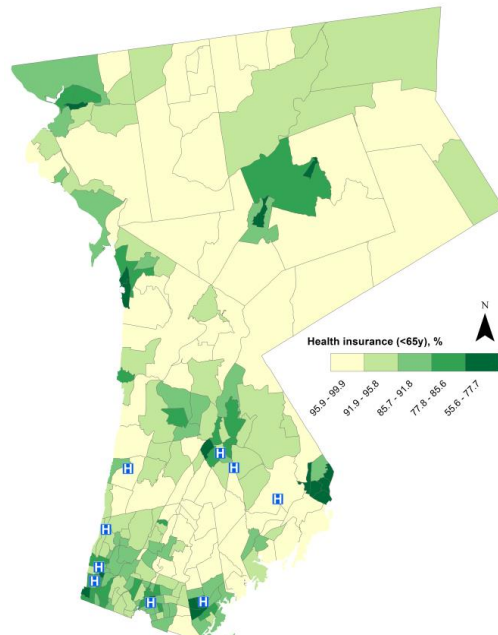 N
Health insurance (<65y), %
95.9 - 99.9
91.9 - 95.8
85.7 - 91.8
77.8 - 85.6
55.6 - 77.7
H
H
H
H
H
H
H
H
H